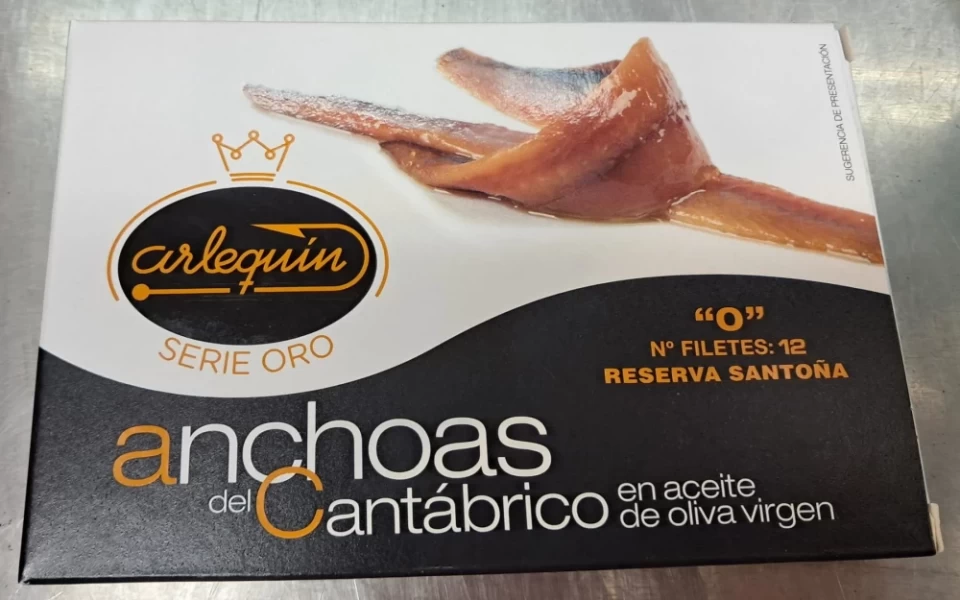 SUGERENCIA DE PRESENTACIÓN
arlequín
SERIE ORO
“O”
Nº FILETES: 12
RESERVA SANTOÑA
anchoas
del Cantábrico
en aceite
de oliva virgen